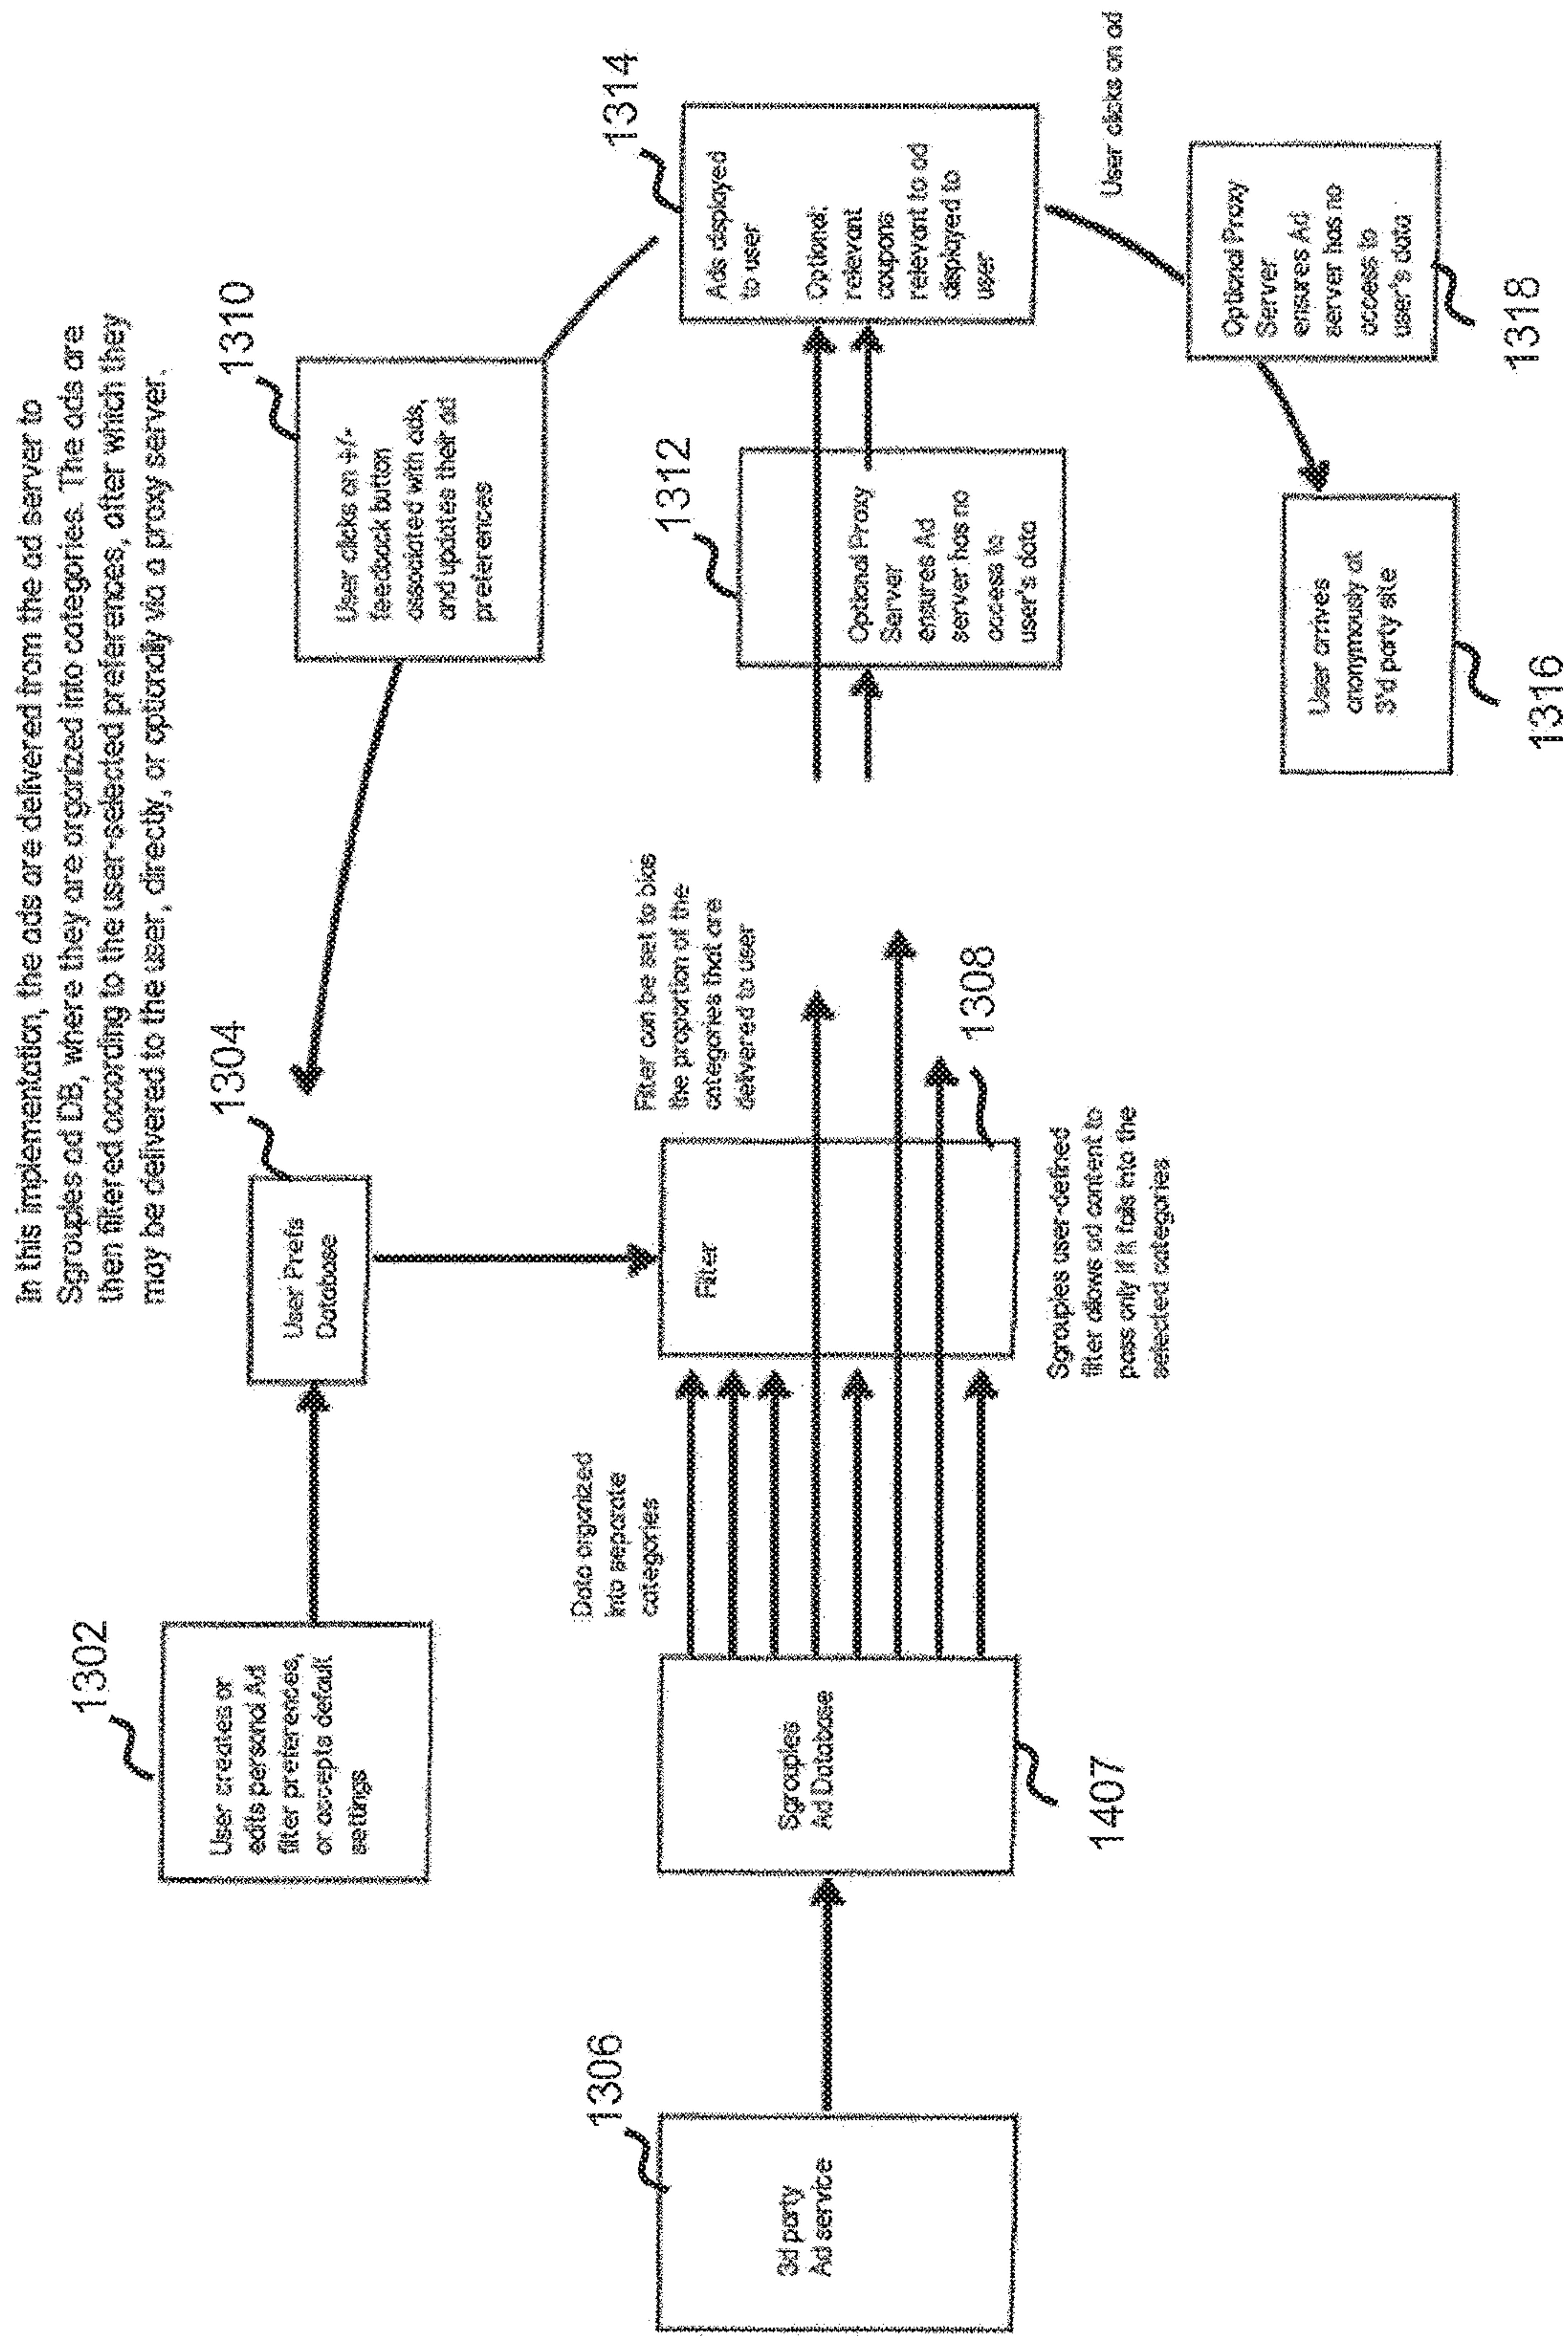 In this implementation, the ads are delivered from the ad server to
Sgrouples ad DB, where they are organized into categories. The ads are
then filtered according to the user-selected preferences, after which they
may be delivered to the user, directly, or optionally via a proxy server.
1302
User creates or
edits personal Ad
filter preferences,
or accepts default
settings
1304
User Prefs
Database
1310
User clicks on +/-
feedback button
associated with ads,
and updates their ad
preferences
1306
3d party
Ad service
Sgrouples
Ad Database
1407
Data organized
into separate
categories
Filter
1308
Filter can be set to bias
the proportion of the
categories that are
delivered to user
Sgrouples user-defined
filter allows ad content to
pass only if it falls into the
selected categories
1312
Optional Proxy
Server
ensures Ad
server has no
access to
user's data
1314
Ads displayed
to user
Optional:
relevant
coupons
relevant to ad
displayed to
user
User clicks on ad
Optional Proxy
Server
ensures Ad
server has no
access to
user's data
1318
User arrives
anonymously at
3'd party site
1316